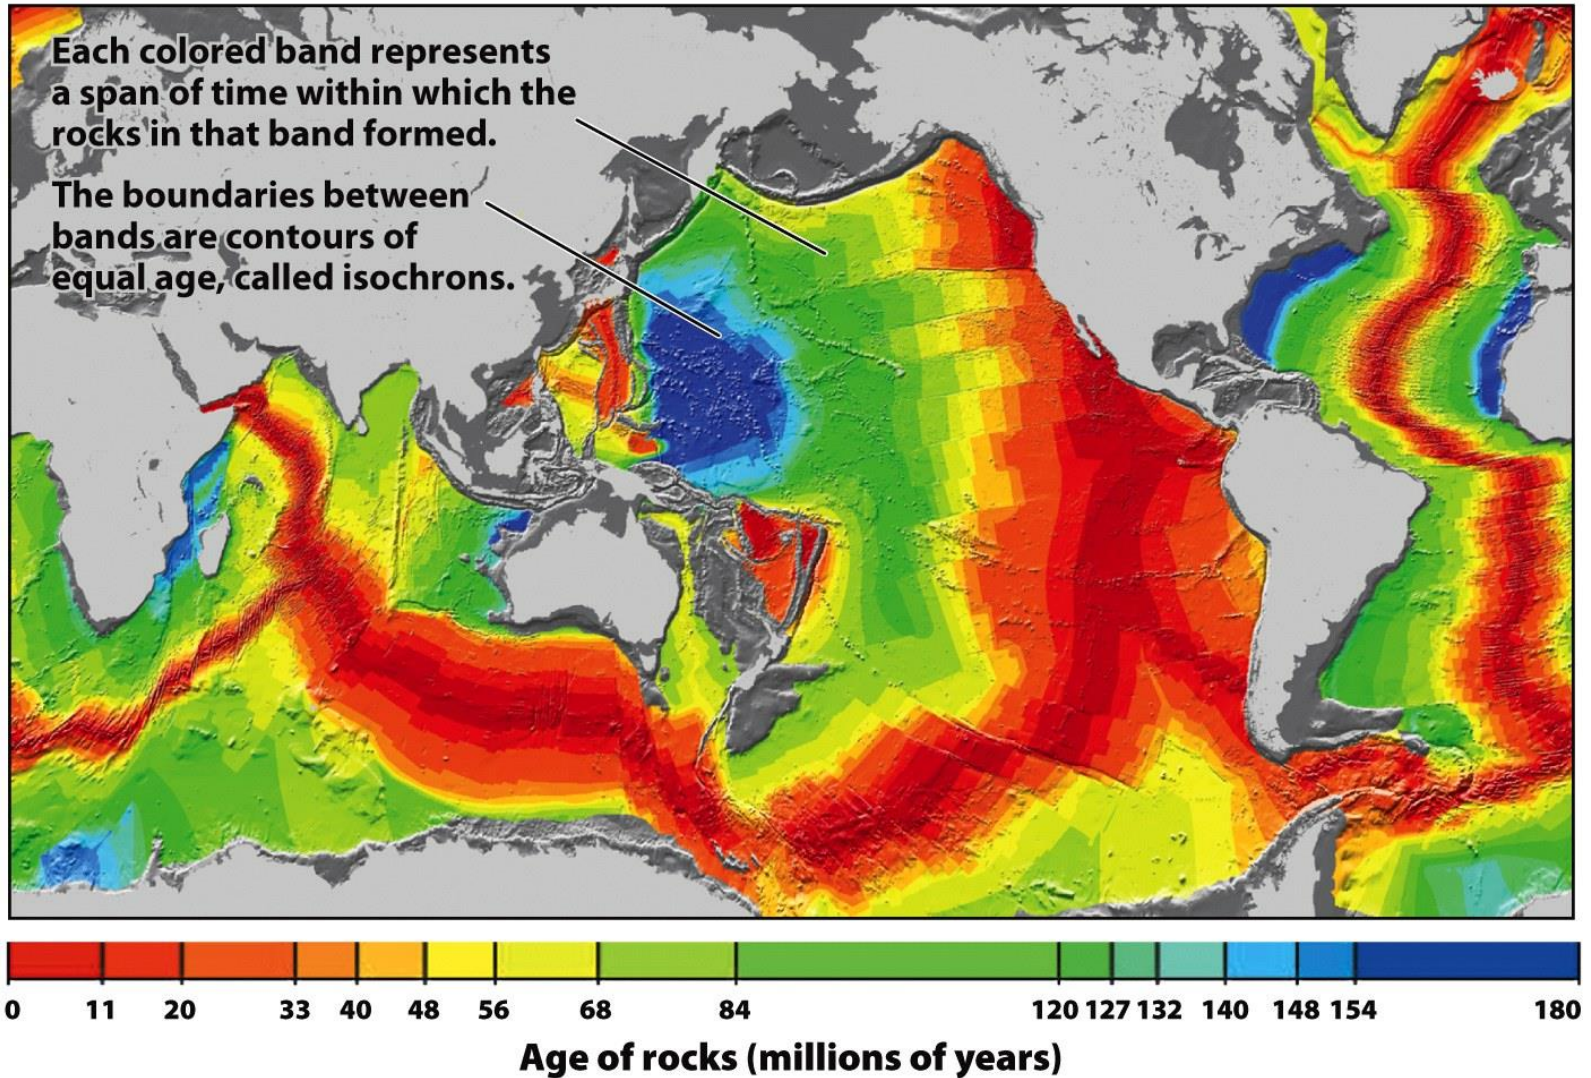 Each colored band represents
a span of time within which the
rocks in that band formed.
The boundaries between
bands are contours of
equal age, called isochrons.
0 11 20 33 40 48 56 68 84 120 127 132 140 148 154 180
Age of rocks (millions of years)